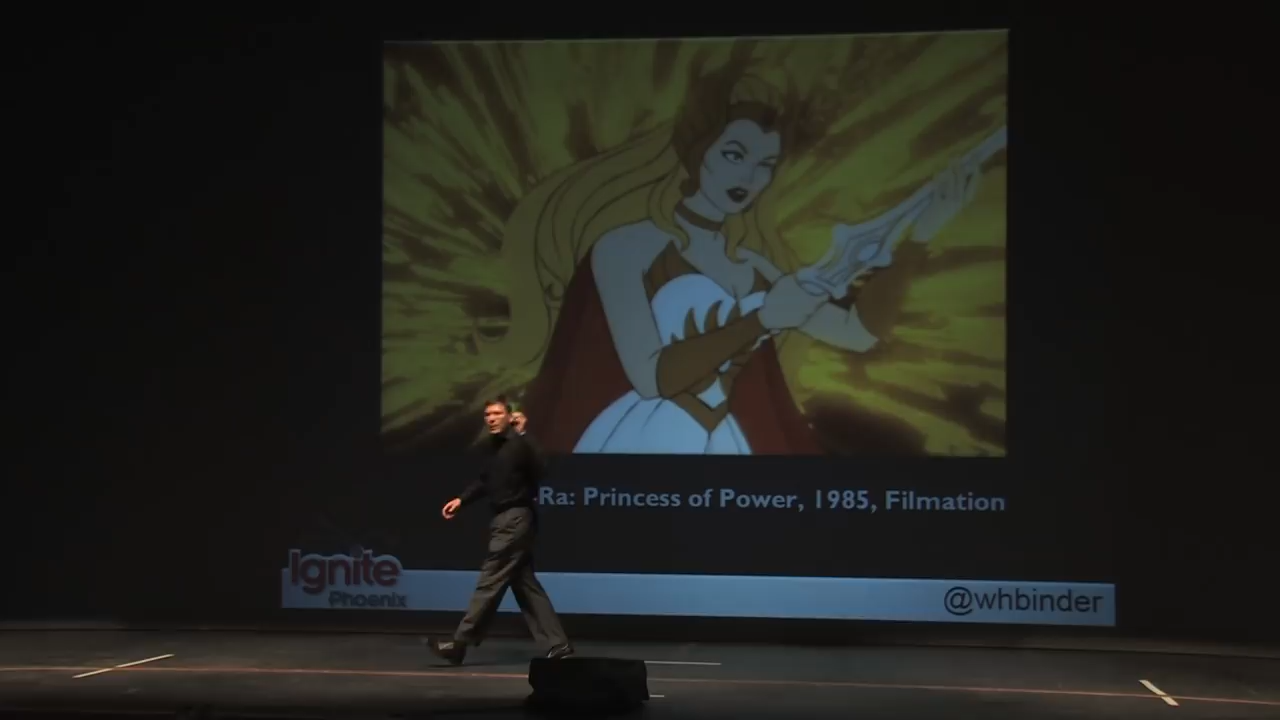 -Ra: Princess of Power, 1985, Filmation
Ignite
Phoenix
@whbinder